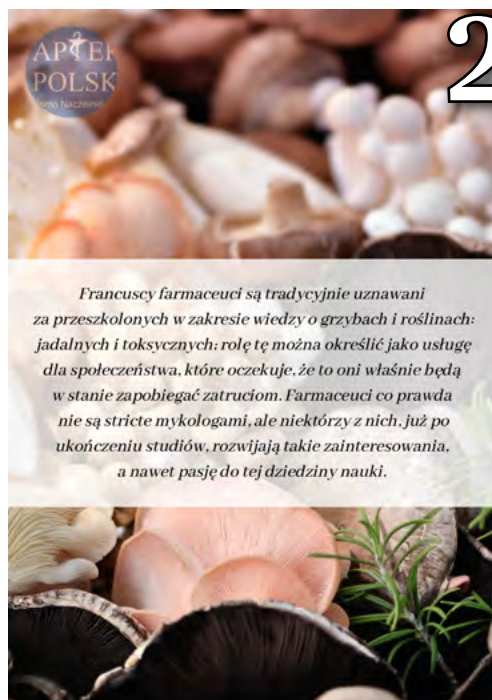 2
APTEK
POLSK
Francuscy farmaceuci są tradycyjnie uznawani
za przeszkolonych w zakresie wiedzy o grzybach i roślinach:
jadalnych i toksycznych; rolę tę można określić jako usługę
dla społeczeństwa, które oczekuje, że to oni właśnie będą
w stanie zapobiegać zatruciom. Farmaceuci co prawda
nie są stricte mykologami, ale niektórzy z nich, już po
ukończeniu studiów, rozwijają takie zainteresowania,
a nawet pasję do tej dziedziny nauki.